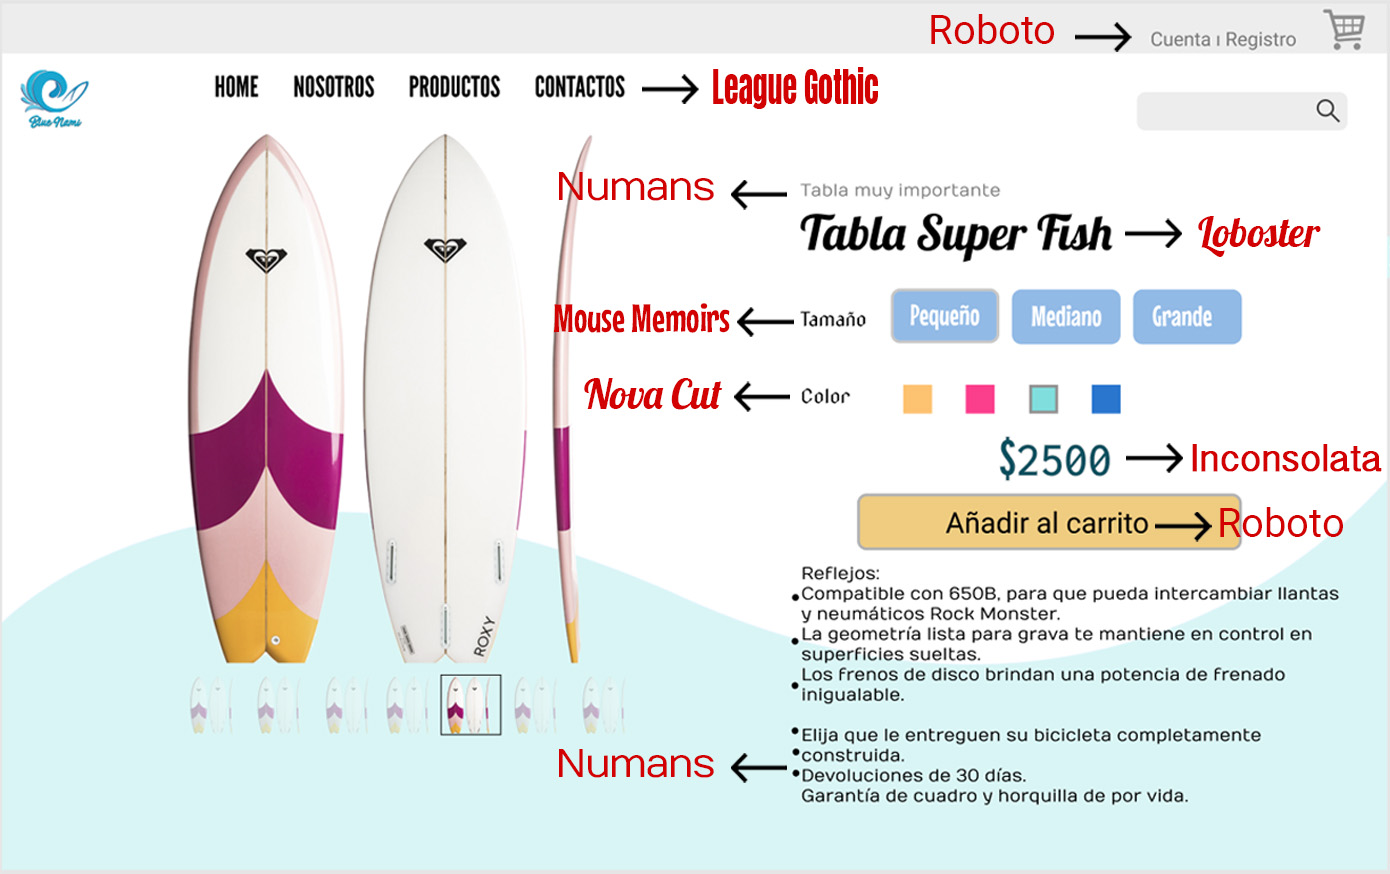 Roboto
Cuenta | Registro
HOME NOSOTROS PRODUCTOS CONTACTOS
League Gothic
Blue Nami
Numans
Tabla muy importante
Tabla Super Fish
Loboster
Mouse Memoirs
Tamaño
Pequeño
Mediano
Grande
Nova Cut
Color
$2500
Inconsolata
Añadir al carrito
Roboto
ROXY
Reflejos:
•Compatible con 650B, para que pueda intercambiar llantas
y neumáticos Rock Monster.
•La geometría lista para grava te mantiene en control en
superficies sueltas.
•Los frenos de disco brindan una potencia de frenado
inigualable.
•Elija que le entreguen su bicicleta completamente
•construida.
•Devoluciones de 30 días.
Garantía de cuadro y horquilla de por vida.
Numans